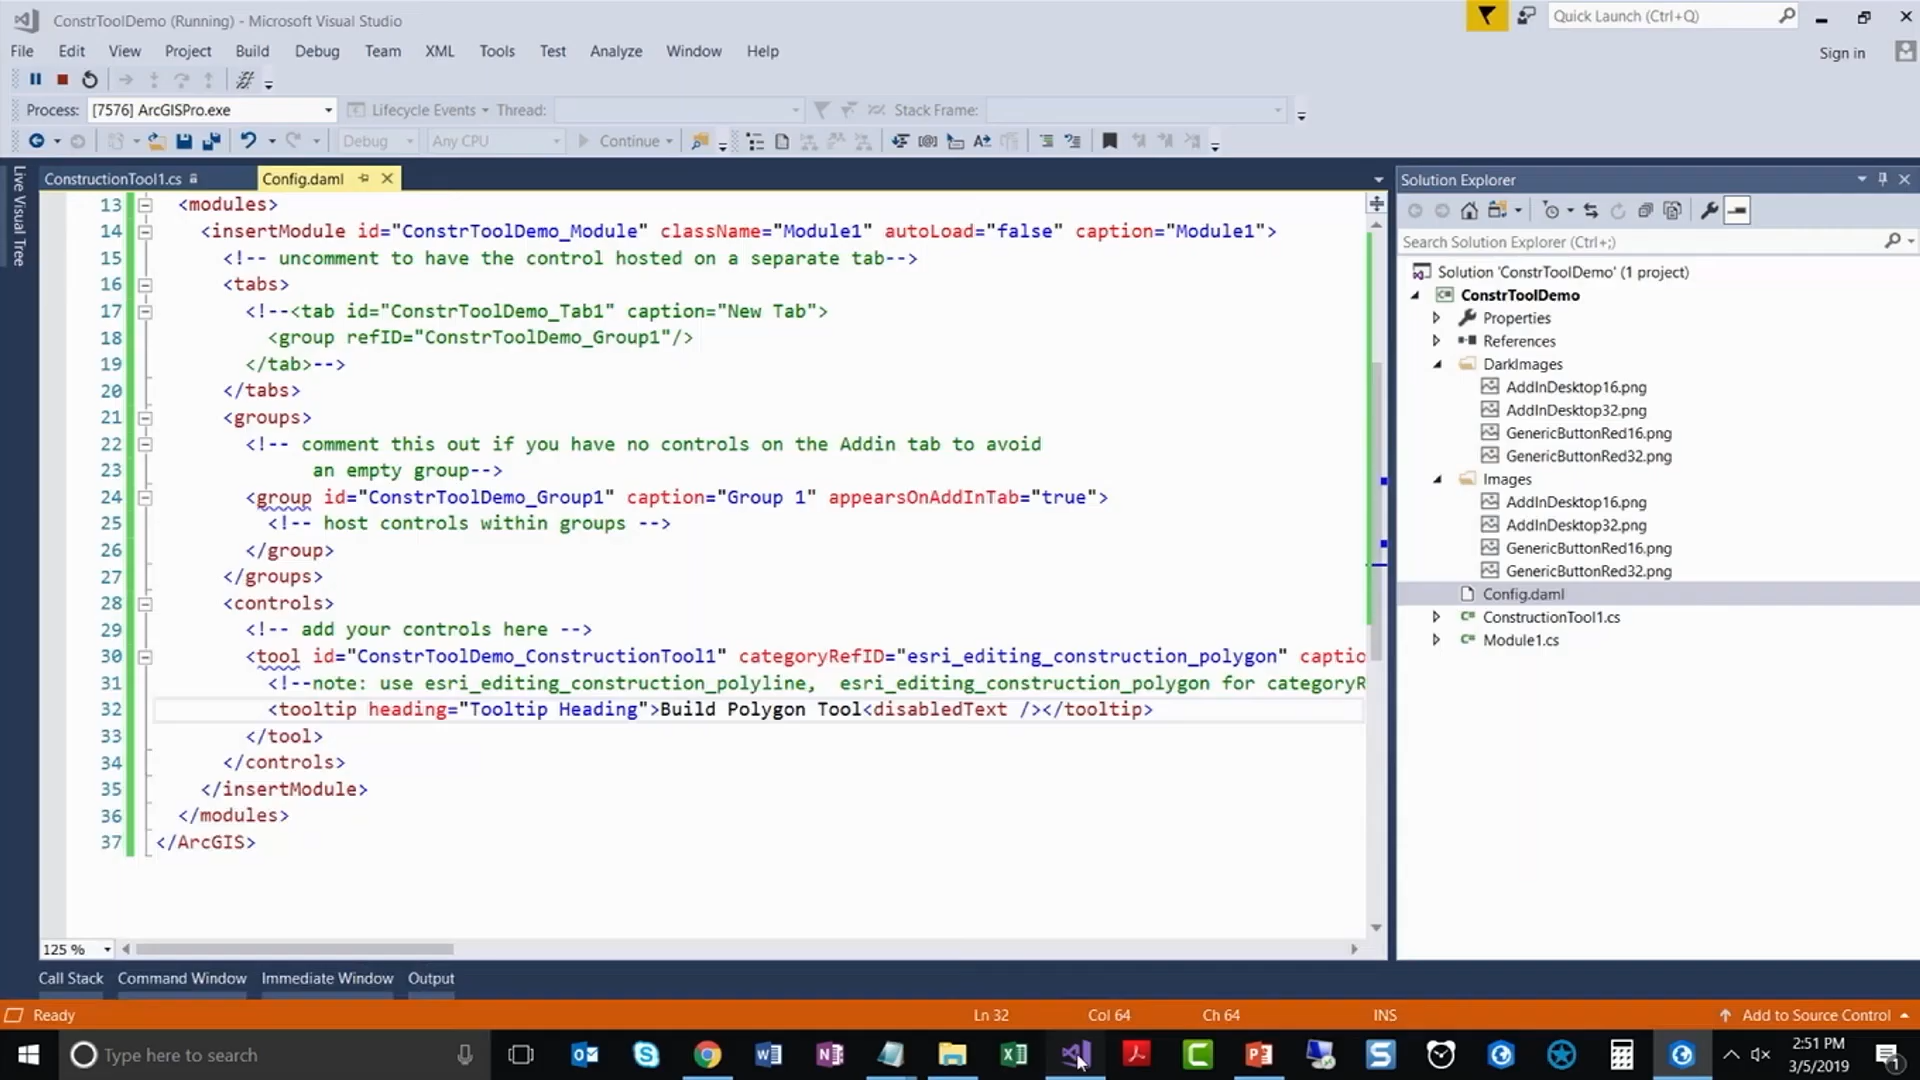 ConstrToolDemo (Running) - Microsoft Visual Studio
Quick Launch (Ctrl+Q)
File Edit View Project Build Debug Team XML Tools Test Analyze Window Help
Sign in
Process: [7576] ArcGISPro.exe Lifecycle Events Thread: Stack Frame:
Debug Any CPU Continue
Live Visual Tree
ConstructionTool1.cs Config.daml
13 <modules>
14 <insertModule id="ConstrToolDemo_Module" className="Module1" autoLoad="false" caption="Module1">
15 <!-- uncomment to have the control hosted on a separate tab-->
16 <tabs>
17 <!--<tab id="ConstrToolDemo_Tab1" caption="New Tab">
18 <group refID="ConstrToolDemo_Group1"/>
19 </tab>-->
20 </tabs>
21 <groups>
22 <!-- comment this out if you have no controls on the Addin tab to avoid
23 an empty group-->
24 <group id="ConstrToolDemo_Group1" caption="Group 1" appearsOnAddInTab="true">
25 <!-- host controls within groups -->
26 </group>
27 </groups>
28 <controls>
29 <!-- add your controls here -->
30 <tool id="ConstrToolDemo_ConstructionTool1" categoryRefID="esri_editing_construction_polygon" captio
31 <!--note: use esri_editing_construction_polyline, esri_editing_construction_polygon for categoryR
32 <tooltip heading="Tooltip Heading">Build Polygon Tool<disabledText /></tooltip>
33 </tool>
34 </controls>
35 </insertModule>
36 </modules>
37 </ArcGIS>
125 %
Solution Explorer
Search Solution Explorer (Ctrl+;)
Solution 'ConstrToolDemo' (1 project)
ConstrToolDemo
Properties
References
DarkImages
AddInDesktop16.png
AddInDesktop32.png
GenericButtonRed16.png
GenericButtonRed32.png
Images
AddInDesktop16.png
AddInDesktop32.png
GenericButtonRed16.png
GenericButtonRed32.png
Config.daml
ConstructionTool1.cs
Module1.cs
Call Stack Command Window Immediate Window Output
Ready Ln 32 Col 64 Ch 64 INS Add to Source Control
Type here to search
2:51 PM
3/5/2019